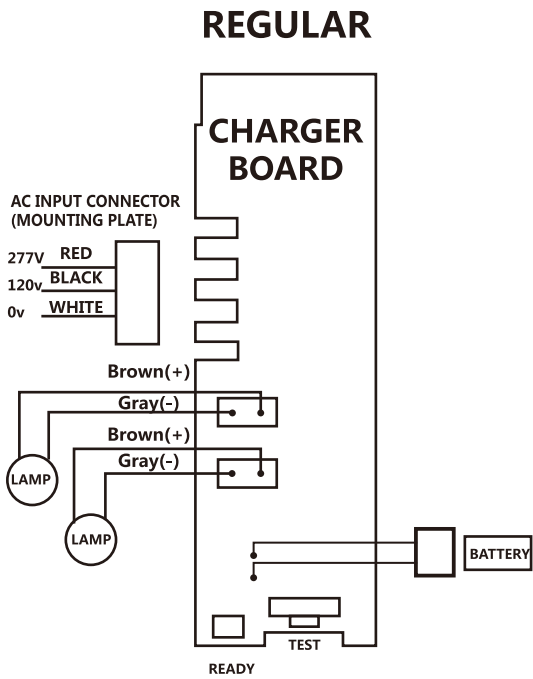 REGULAR
CHARGER
BOARD
AC INPUT CONNECTOR
(MOUNTING PLATE)
277V RED
120v BLACK
0v WHITE
Brown(+)
Gray(-)
Brown(+)
Gray(-)
LAMP
LAMP
BATTERY
TEST
READY